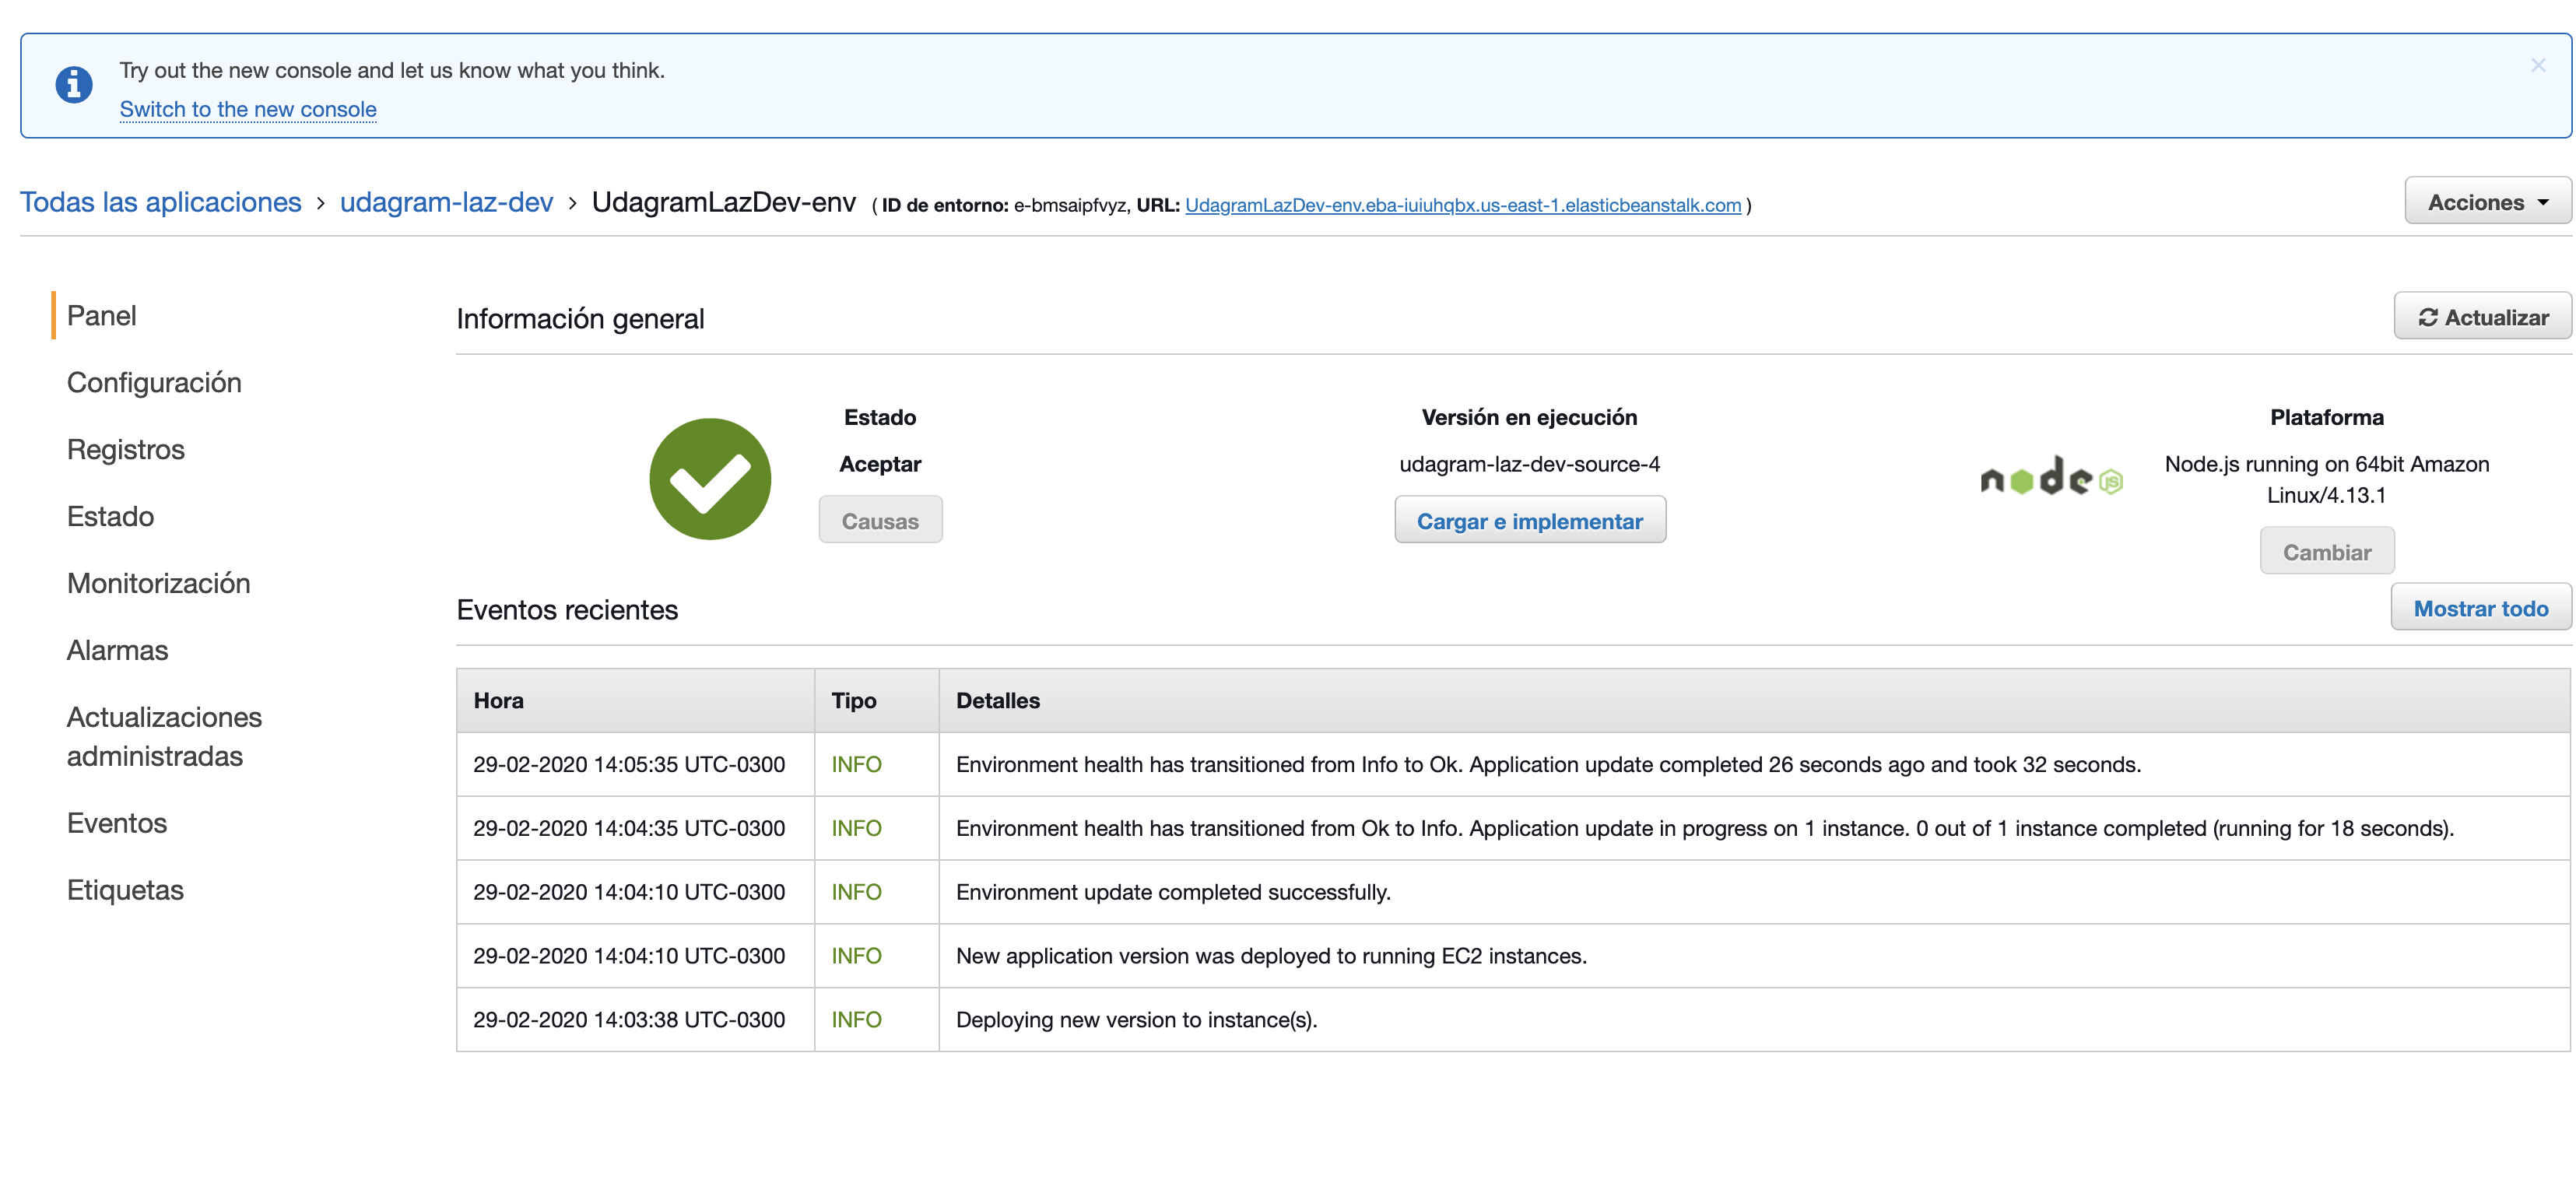 Try out the new console and let us know what you think.
Switch to the new console
Todas las aplicaciones › udagram-laz-dev › UdagramLazDev-env ( ID de entorno: e-bmsaipfvyz, URL: UdagramLazDev-env.eba-iuiuhqbx.us-east-1.elasticbeanstalk.com )
Acciones
Panel
Configuración
Registros
Estado
Monitorización
Alarmas
Actualizaciones
administradas
Eventos
Etiquetas
Información general
Actualizar
Estado
Aceptar
Causas
Versión en ejecución
udagram-laz-dev-source-4
Cargar e implementar
node JS
Plataforma
Node.js running on 64bit Amazon
Linux/4.13.1
Cambiar
Eventos recientes
Mostrar todo
Hora Tipo Detalles
29-02-2020 14:05:35 UTC-0300 INFO Environment health has transitioned from Info to Ok. Application update completed 26 seconds ago and took 32 seconds.
29-02-2020 14:04:35 UTC-0300 INFO Environment health has transitioned from Ok to Info. Application update in progress on 1 instance. 0 out of 1 instance completed (running for 18 seconds).
29-02-2020 14:04:10 UTC-0300 INFO Environment update completed successfully.
29-02-2020 14:04:10 UTC-0300 INFO New application version was deployed to running EC2 instances.
29-02-2020 14:03:38 UTC-0300 INFO Deploying new version to instance(s).